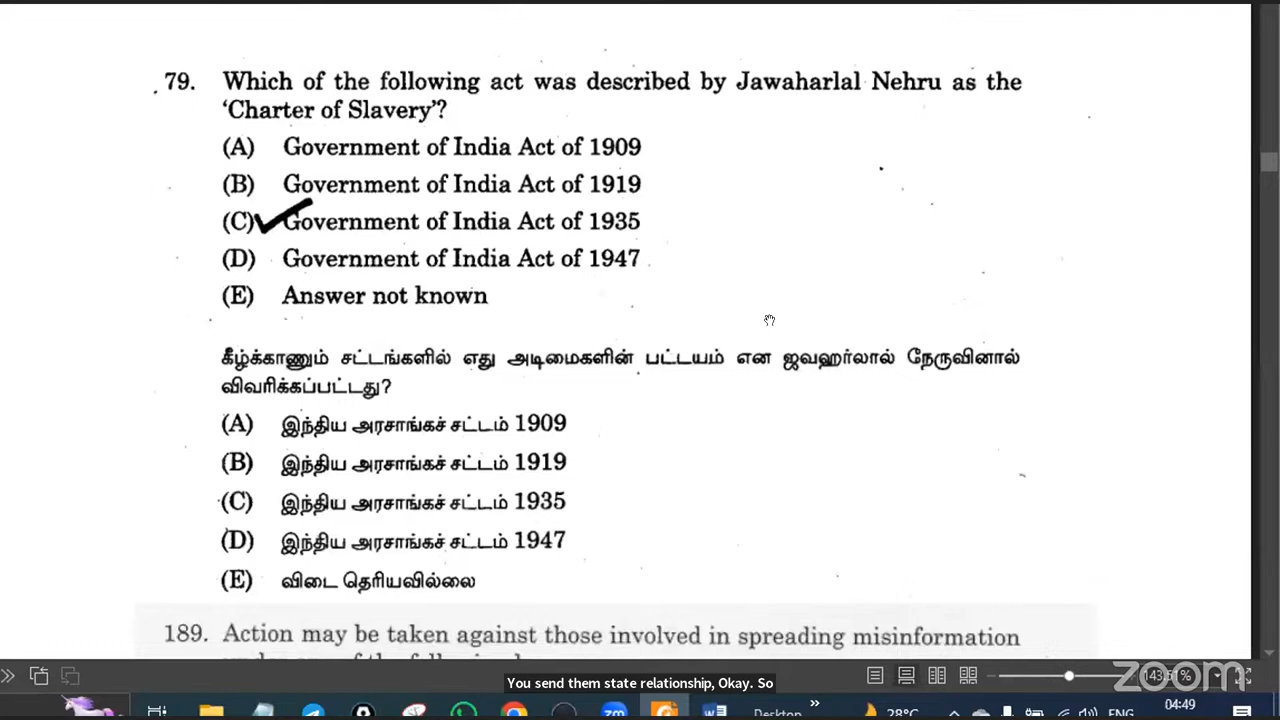 79. Which of the following act was described by Jawaharlal Nehru as the
‘Charter of Slavery’?
(A) Government of India Act of 1909
(B) Government of India Act of 1919
(C) Government of India Act of 1935
(D) Government of India Act of 1947
(E) Answer not known
கீழ்க்காணும் சட்டங்களில் எது அடிமைகளின் பட்டயம் என ஜவஹர்லால் நேருவினால்
விவரிக்கப்பட்டது?
(A) இந்திய அரசாங்கச் சட்டம் 1909
(B) இந்திய அரசாங்கச் சட்டம் 1919
(C) இந்திய அரசாங்கச் சட்டம் 1935
(D) இந்திய அரசாங்கச் சட்டம் 1947
(E) விடை தெரியவில்லை
189. Action may be taken against those involved in spreading misinformation
zoom
You send them state relationship, Okay. So
Desktop
28°C
ENG
04:49